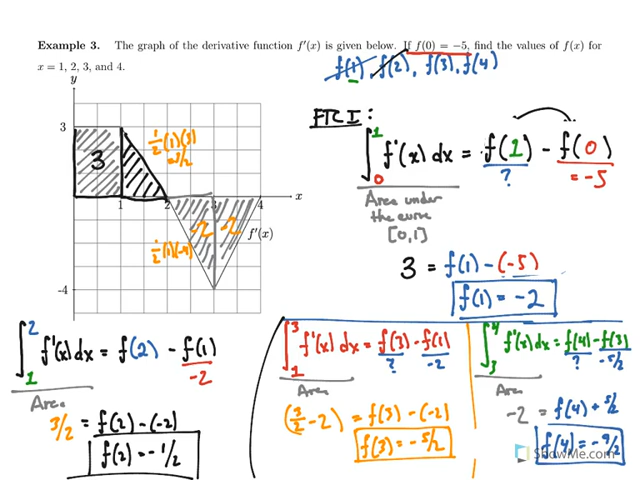 Example 3. The graph of the derivative function f'(x) is given below. If f(0) = −5, find the values of f(x) for
x = 1, 2, 3, and 4.
f(1), f(2), f(3), f(4)
y
3
-4
1
2
3
4
x
f'(x)
3
½(1)(3)
=3/2
½(1)(-4)
-2
-2
FTC I:
∫₀¹ f'(x) dx = f(1) − f(0)
? = -5
Area under
the curve
[0,1]
3 = f(1) − (−5)
f(1) = −2
∫₁² f'(x) dx = f(2) − f(1)
-2
Area
3/2 = f(2) − (−2)
f(2) = −1/2
∫₁³ f'(x) dx = f(3) − f(1)
? -2
Area
(3/2 − 2) = f(3) − (−2)
f(3) = −5/2
∫₃⁴ f'(x) dx = f(4) − f(3)
? -5/2
Area
-2 = f(4) + 5/2
f(4) = −9/2
ShowMe.com